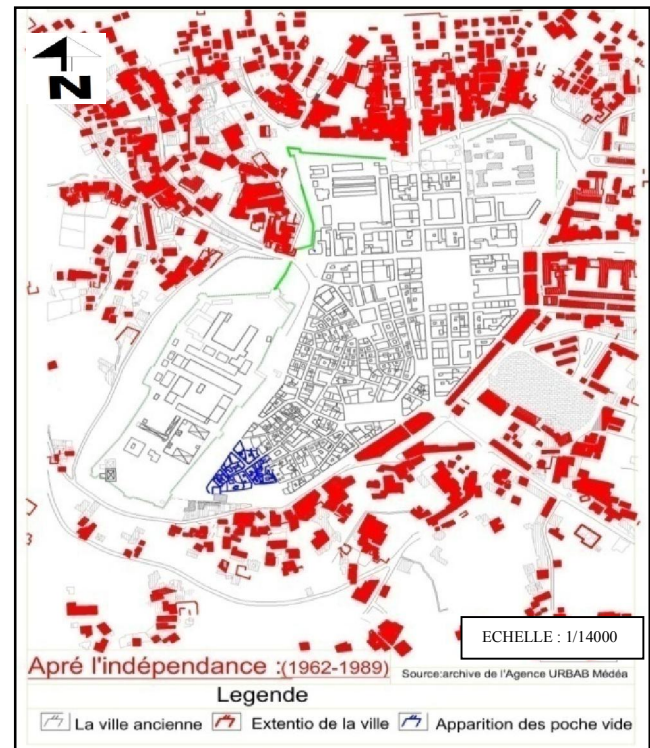 N
ECHELLE : 1/14000
Apré l'indépendance :(1962-1989) Source:archive de l'Agence URBAB Médéa
Legende
La ville ancienne Extentio de la ville Apparition des poche vide